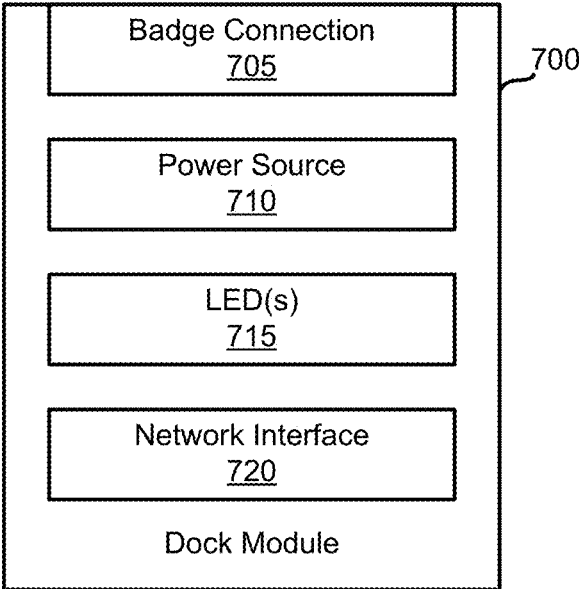 Badge Connection
705
700
Power Source
710
LED(s)
715
Network Interface
720
Dock Module